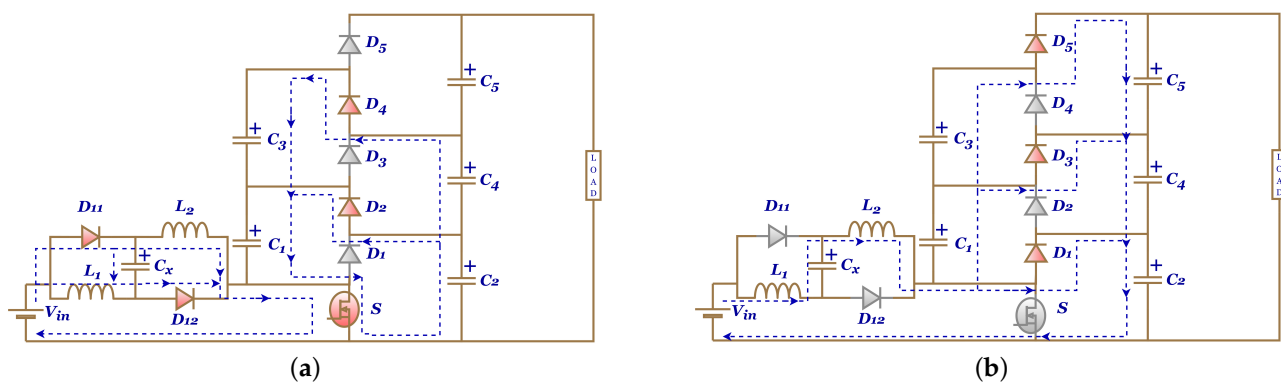 D5
+
C5
D4
+
C3
D3
+
C4
D11
L2
D2
+
C1
D1
+
Cx
L1
+
C2
Vin
D12
S
LOAD
(a)
D5
+
C5
D4
+
C3
D3
+
C4
D11
L2
D2
+
C1
D1
+
Cx
L1
+
C2
Vin
D12
S
LOAD
(b)